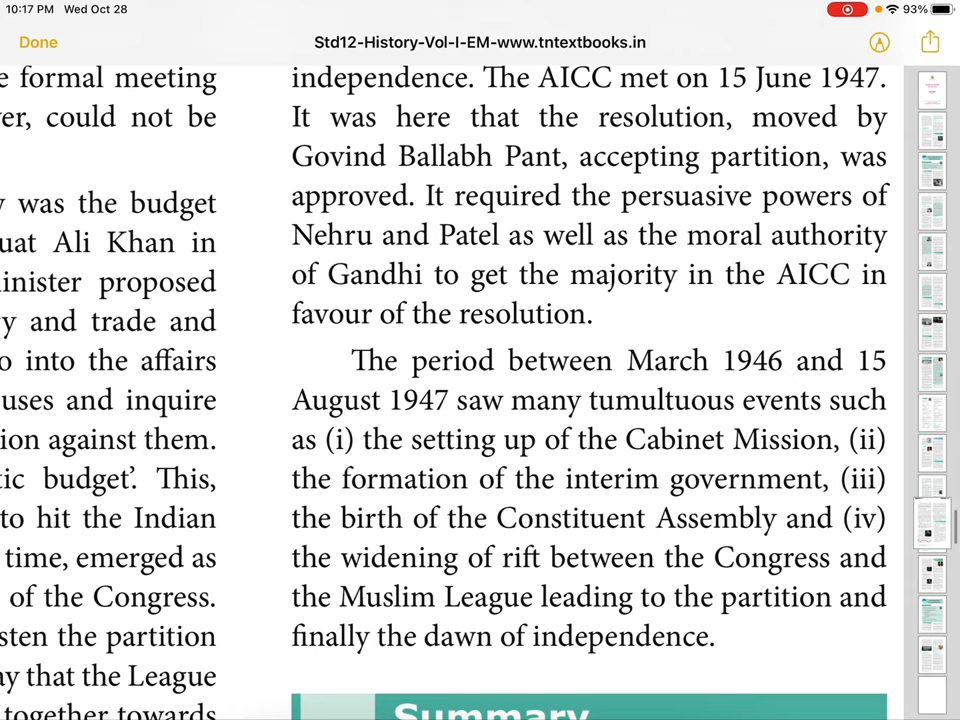 10:17 PM Wed Oct 28
93%
Done
Std12-History-Vol-I-EM-www.tntextbooks.in
e formal meeting
er, could not be
was the budget
uat Ali Khan in
inister proposed
y and trade and
o into the affairs
uses and inquire
ion against them.
tic budget’. This,
to hit the Indian
time, emerged as
of the Congress.
sten the partition
ay that the League
together towards
independence. The AICC met on 15 June 1947.
It was here that the resolution, moved by
Govind Ballabh Pant, accepting partition, was
approved. It required the persuasive powers of
Nehru and Patel as well as the moral authority
of Gandhi to get the majority in the AICC in
favour of the resolution.
The period between March 1946 and 15
August 1947 saw many tumultuous events such
as (i) the setting up of the Cabinet Mission, (ii)
the formation of the interim government, (iii)
the birth of the Constituent Assembly and (iv)
the widening of rift between the Congress and
the Muslim League leading to the partition and
finally the dawn of independence.
Summary